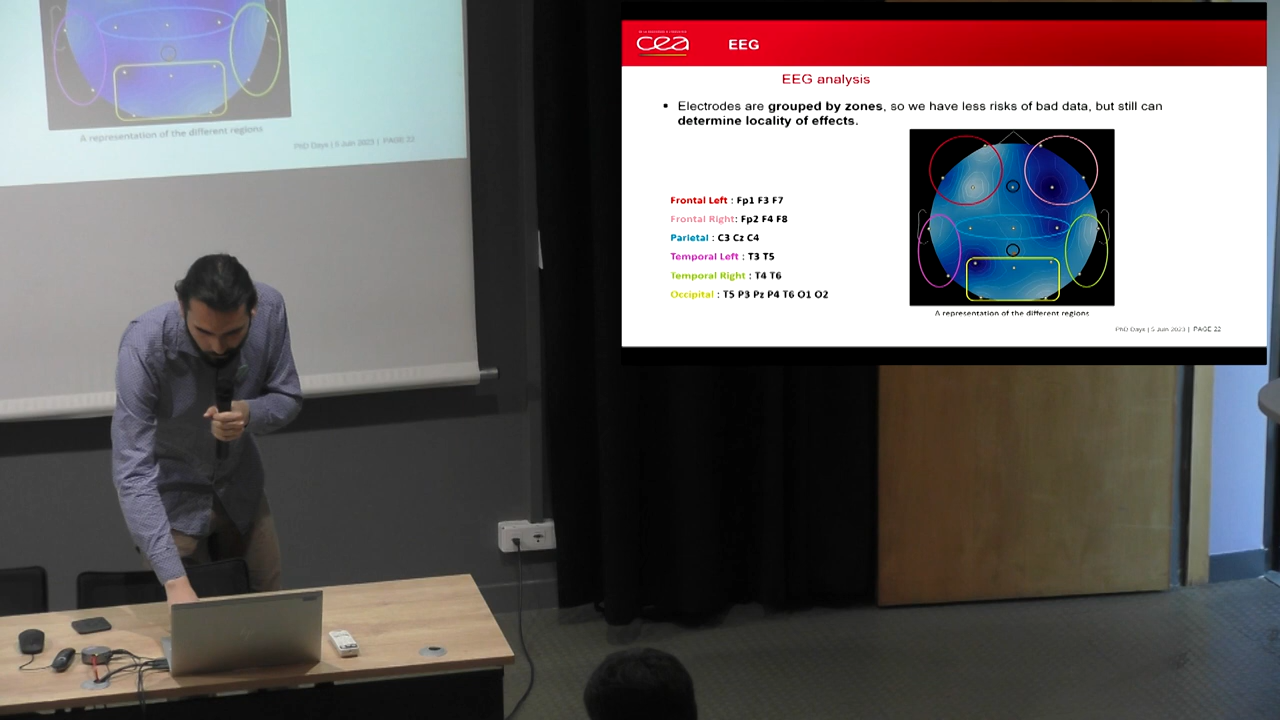 A representation of the different regions
PhD Days | 5 Juin 2023 | PAGE 22
cea
EEG
EEG analysis
▪ Electrodes are grouped by zones, so we have less risks of bad data, but still can
determine locality of effects.
Frontal Left : Fp1 F3 F7
Frontal Right: Fp2 F4 F8
Parietal : C3 Cz C4
Temporal Left : T3 T5
Temporal Right : T4 T6
Occipital : T5 P3 Pz P4 T6 O1 O2
A representation of the different regions
PhD Days | 5 Juin 2023 | PAGE 22